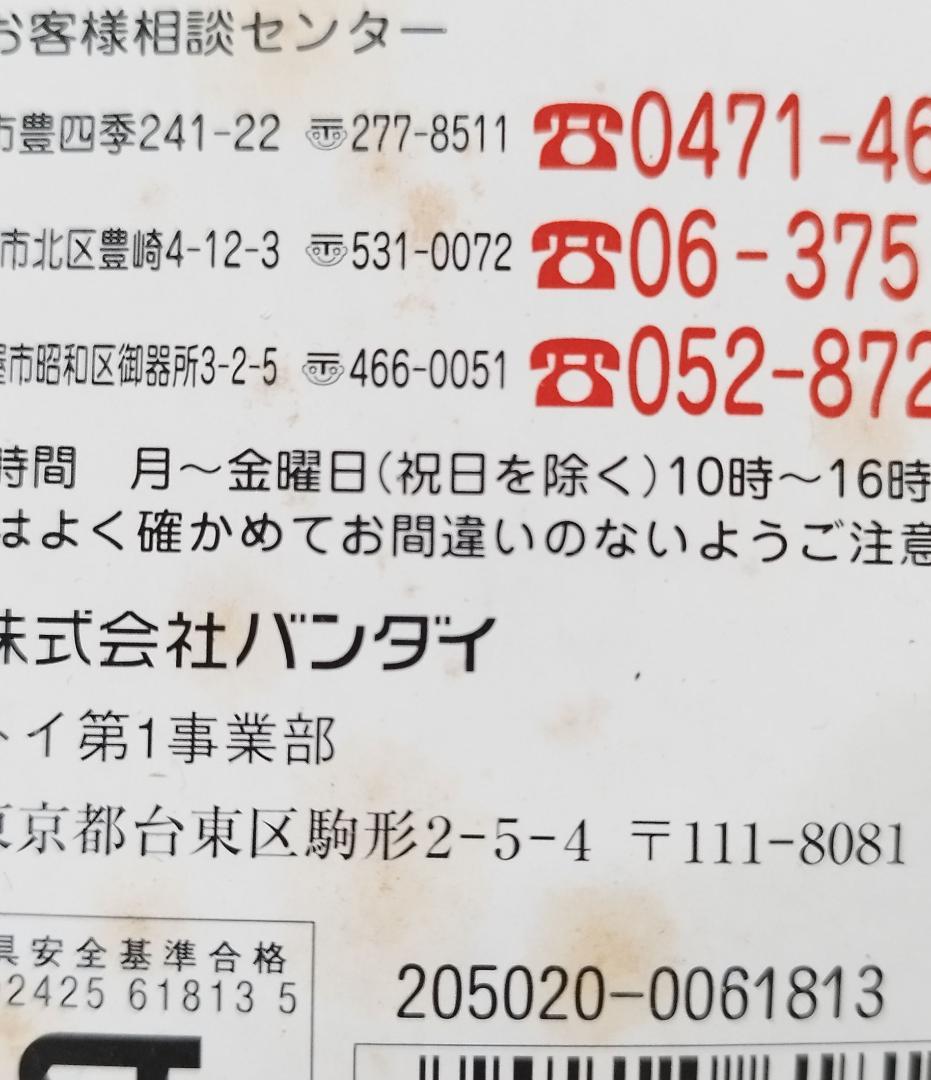 お客様相談センター
市豊四季241-22 〠277-8511 ☎0471-46
市北区豊崎4-12-3 〠531-0072 ☎06-375
屋市昭和区御器所3-2-5 〠466-0051 ☎052-872
時間 月〜金曜日(祝日を除く)10時〜16時
はよく確かめてお間違いのないようご注意
株式会社バンダイ
トイ第1事業部
東京都台東区駒形2-5-4 〒111-8081
具安全基準合格
02425 61813 5
205020-0061813